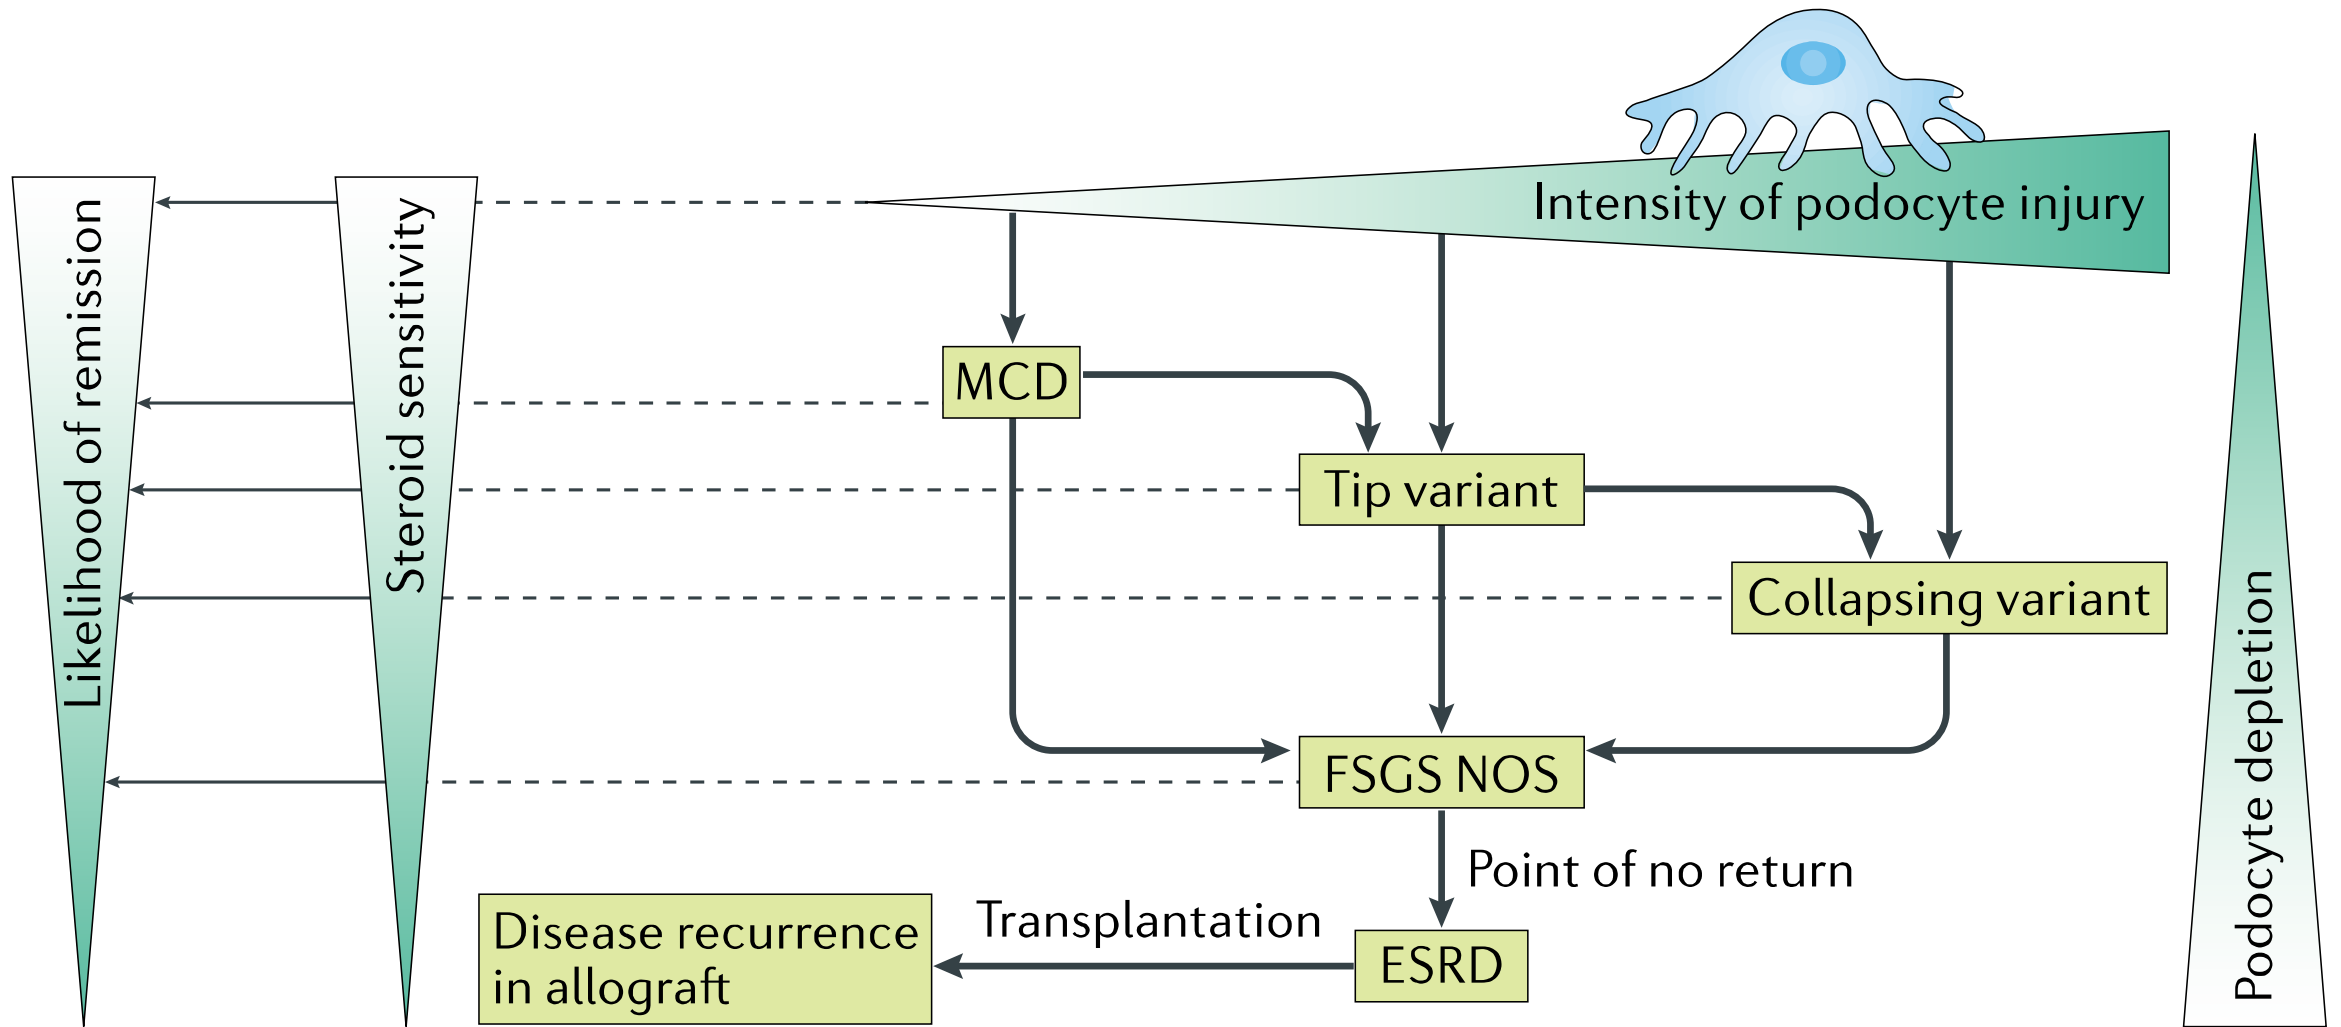 Likelihood of remission
Steroid sensitivity
Intensity of podocyte injury
MCD
Tip variant
Collapsing variant
FSGS NOS
Point of no return
ESRD
Transplantation
Disease recurrence
in allograft
Podocyte depletion